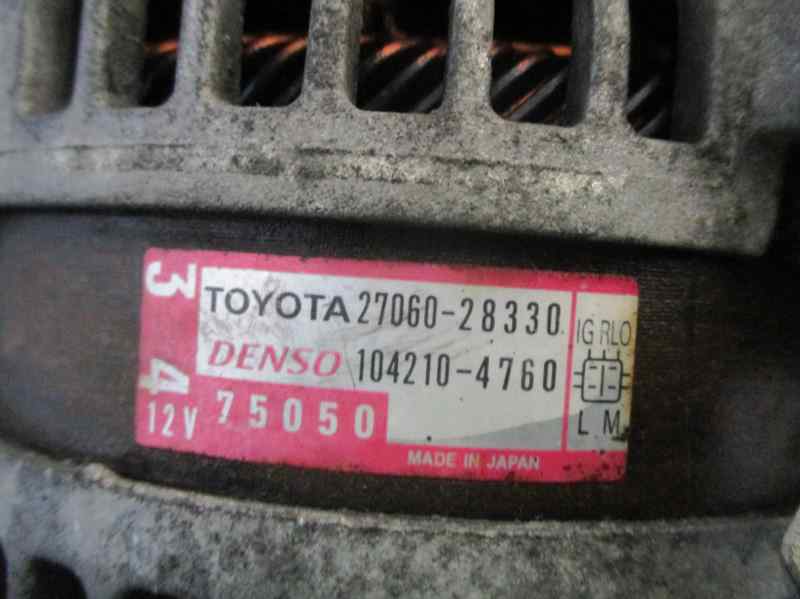 3
TOYOTA 27060-28330
DENSO 104210-4760
4
12V 75050
MADE IN JAPAN
IG RLO
L M